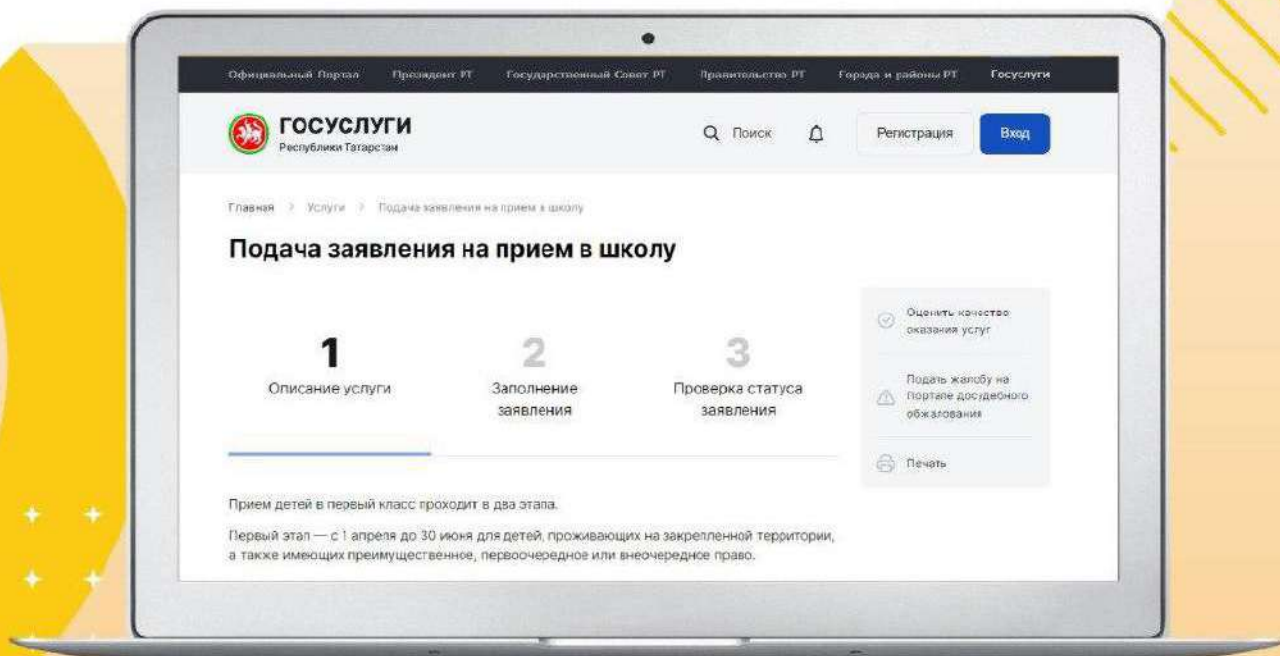 Официальный Портал Президент РТ Государственный Совет РТ Правительство РТ Города и районы РТ Госуслуги
ГОСУСЛУГИ
Республики Татарстан
Поиск Регистрация Вход
Главная > Услуги > Подача заявления на прием в школу
Подача заявления на прием в школу
1 2 3
Описание услуги Заполнение Проверка статуса
заявления заявления
Оценить качество
оказания услуг
Подать жалобу на
Портале досудебного
обжалования
Печать
Прием детей в первый класс проходит в два этапа.
Первый этап — с 1 апреля до 30 июня для детей, проживающих на закрепленной территории,
а также имеющих преимущественное, первоочередное или внеочередное право.